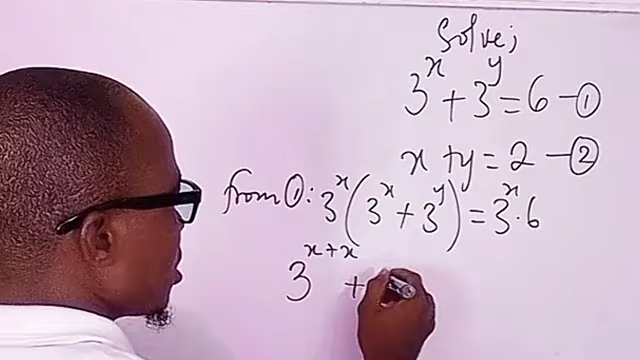 Solve;
3^x + 3^y = 6 — ①
x + y = 2 — ②
from ①: 3^x (3^x + 3^y) = 3^x · 6
3^{x+x} +